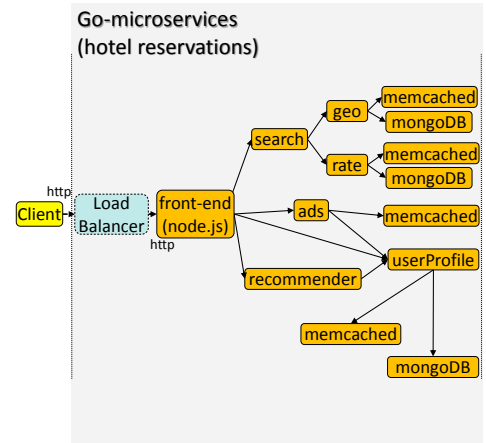 Go-microservices
(hotel reservations)
memcached
geo
mongoDB
search
memcached
rate
mongoDB
http
Client
Load
Balancer
front-end
(node.js)
http
ads
memcached
userProfile
recommender
memcached
mongoDB